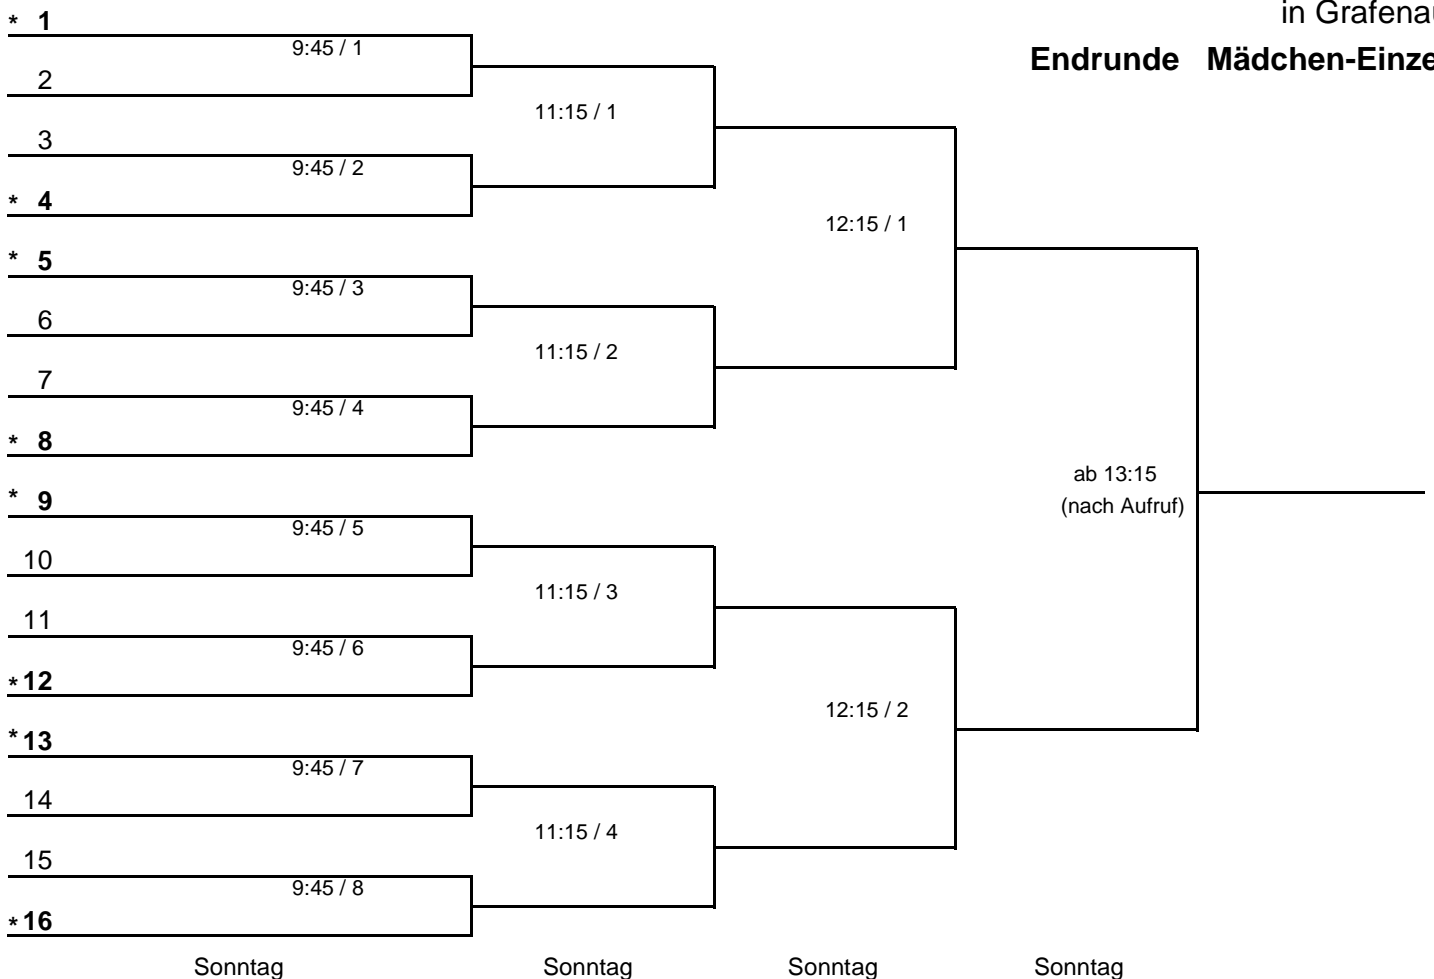 in Grafenau
Endrunde Mädchen-Einze
* 1
9:45 / 1
2
11:15 / 1
3
9:45 / 2
* 4
12:15 / 1
* 5
9:45 / 3
6
11:15 / 2
7
9:45 / 4
* 8
ab 13:15
(nach Aufruf)
* 9
9:45 / 5
10
11:15 / 3
11
9:45 / 6
* 12
12:15 / 2
* 13
9:45 / 7
14
11:15 / 4
15
9:45 / 8
* 16
Sonntag Sonntag Sonntag Sonntag